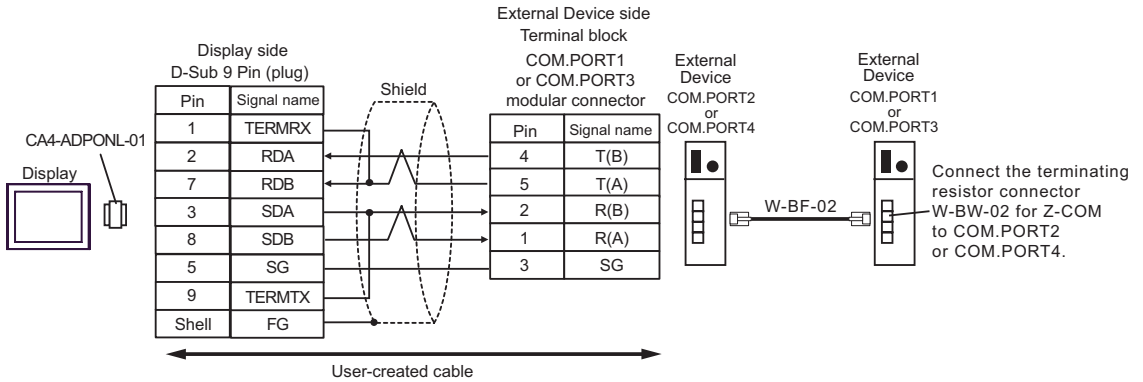 External Device side
Terminal block
COM.PORT1
or COM.PORT3
modular connector
Display side
D-Sub 9 Pin (plug)
Shield
Pin Signal name
1 TERMRX
2 RDA
7 RDB
3 SDA
8 SDB
5 SG
9 TERMTX
Shell FG
Pin Signal name
4 T(B)
5 T(A)
2 R(B)
1 R(A)
3 SG
CA4-ADPONL-01
Display
External
Device
COM.PORT2
or
COM.PORT4
External
Device
COM.PORT1
or
COM.PORT3
W-BF-02
Connect the terminating
resistor connector
W-BW-02 for Z-COM
to COM.PORT2
or COM.PORT4.
User-created cable